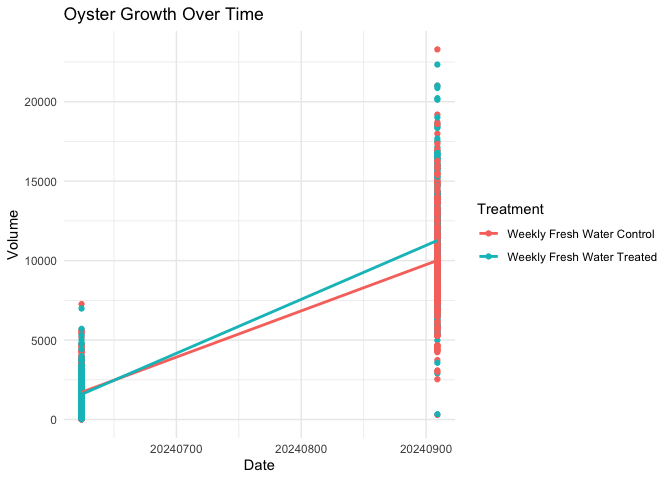 Oyster Growth Over Time
Volume
20000
15000
10000
5000
0
20240700 20240800 20240900
Date
Treatment
Weekly Fresh Water Control
Weekly Fresh Water Treated